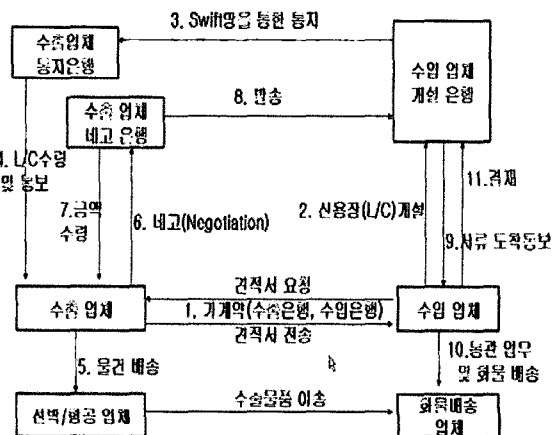 3. Swift망을 통한 통지
수출업체
통지은행
수입 업체
개설 은행
수출 업체
네고 은행
8. 발송
4. L/C수령
및 통보
7.금액
수령
6. 네고(Negotiation)
2. 신용장(L/C)개설
11.결제
9.서류 도착통보
견적서 요청
수출 업체
1. 가계약(수출은행, 수입은행)
수입 업체
견적서 전송
5. 물건 배송
10.통관 업무
및 화물 배송
선박/항공 업체
수출물품 이송
화물배송
업체